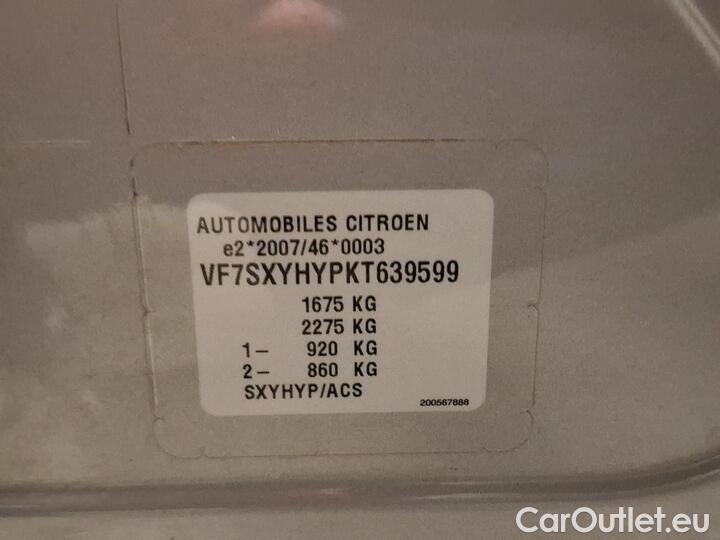 AUTOMOBILES CITROEN
e2*2007/46*0003
VF7SXYHYPKT639599
1675 KG
2275 KG
1- 920 KG
2- 860 KG
SXYHYP/ACS
200567888
CarOutlet.eu